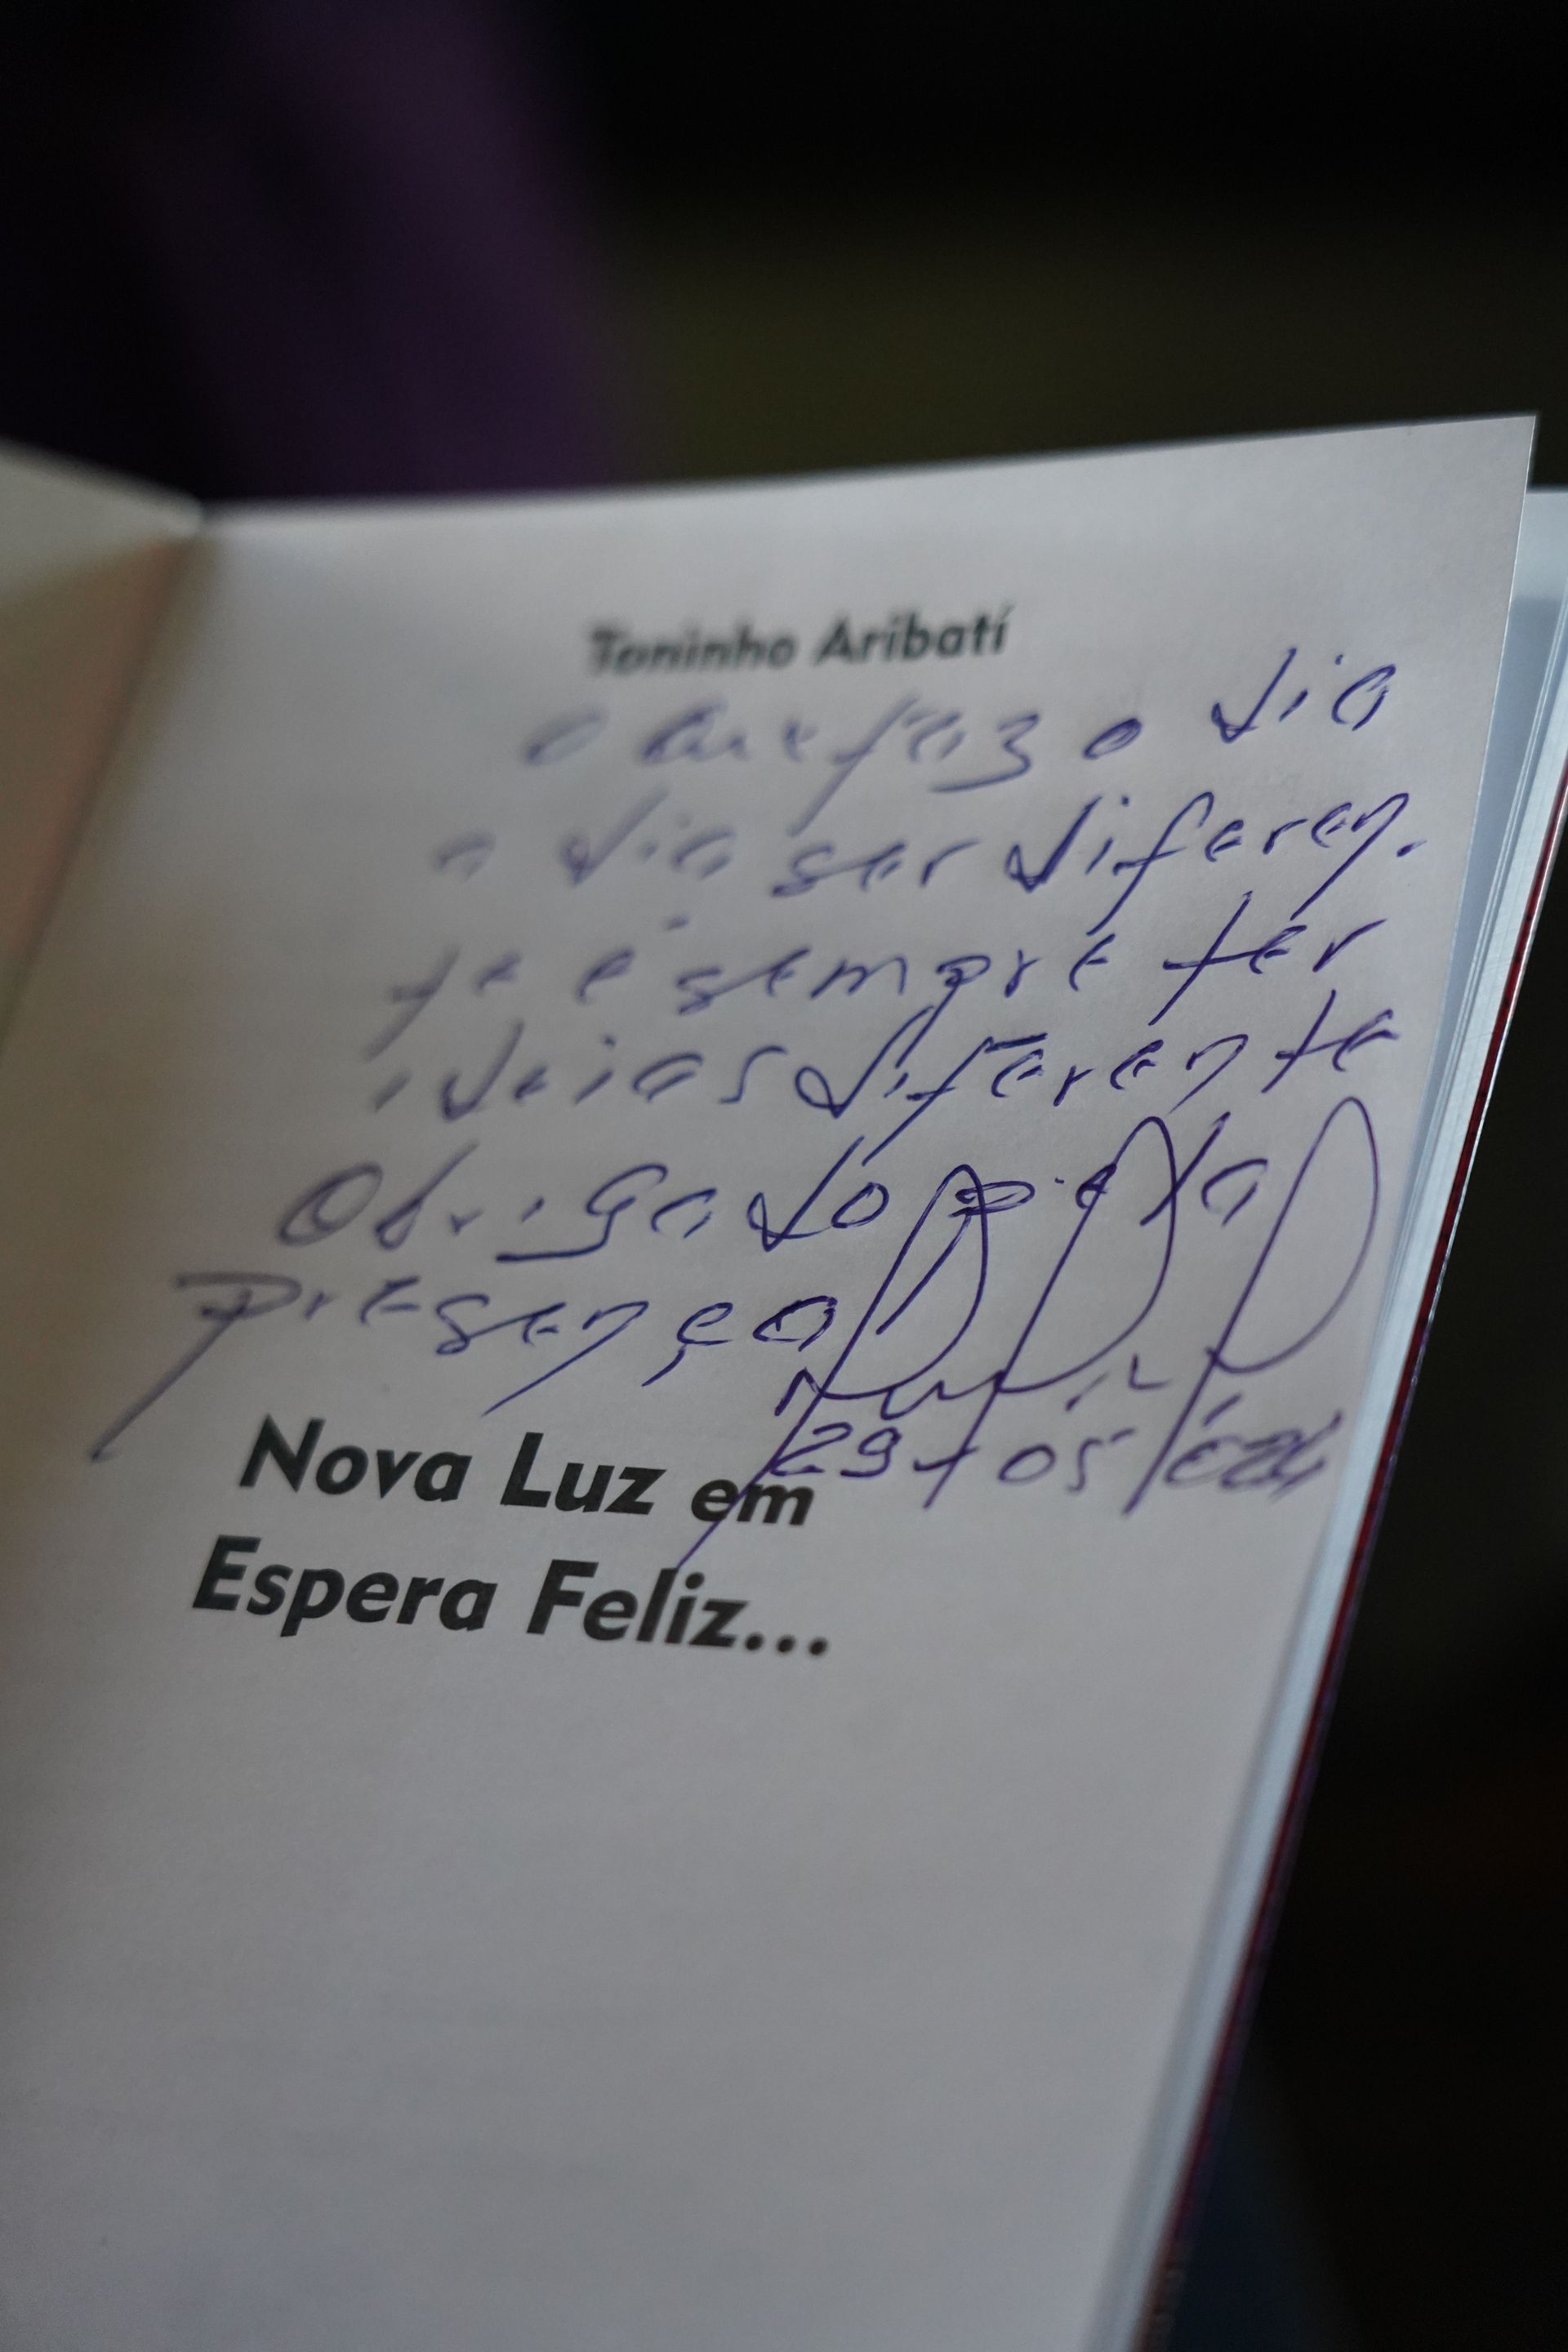 Toninho Aribatí
o que faz o dia
a dia ser diferen.
te é sempre ter
ideias diferente
Obrigado pela
presença
29/05/
Nova Luz em
Espera Feliz...